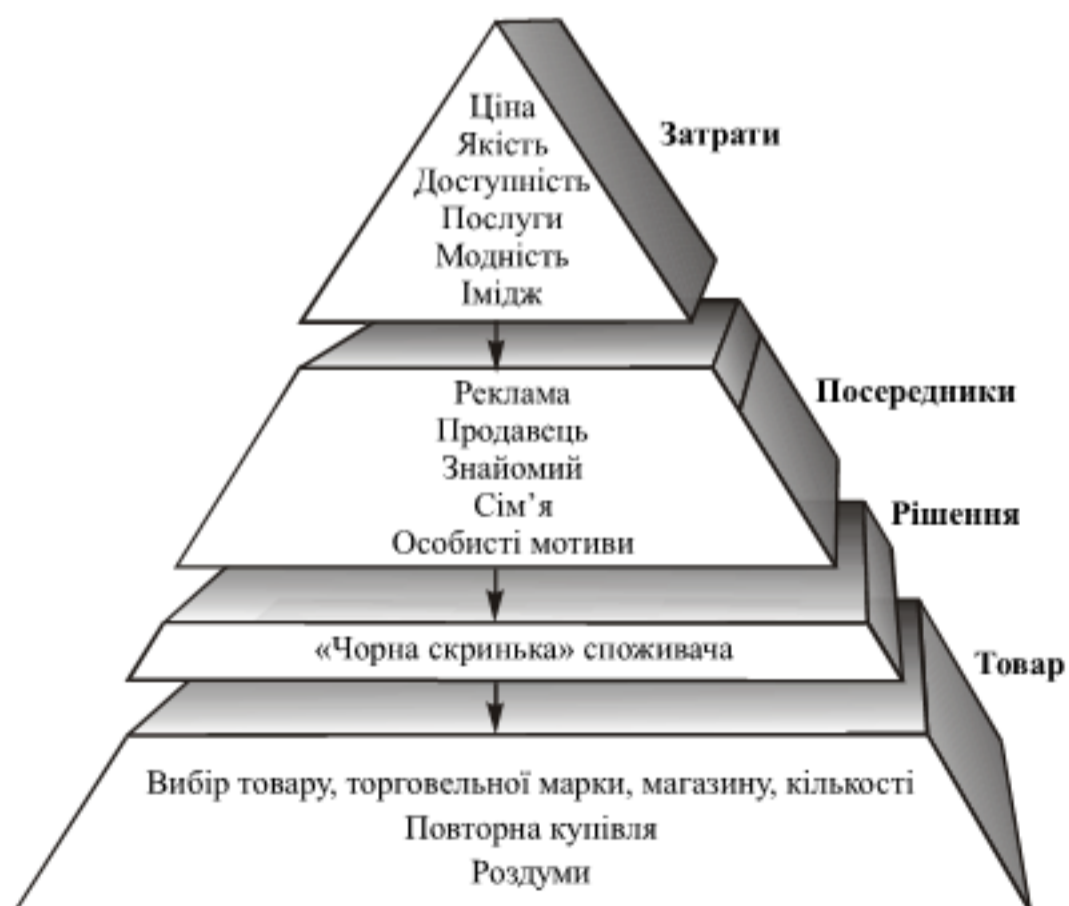 Ціна
Якість
Доступність
Послуги
Модність
Імідж
Затрати
Реклама
Продавець
Знайомий
Сім’я
Особисті мотиви
Посередники
Рішення
«Чорна скринька» споживача
Товар
Вибір товару, торговельної марки, магазину, кількості
Повторна купівля
Роздуми